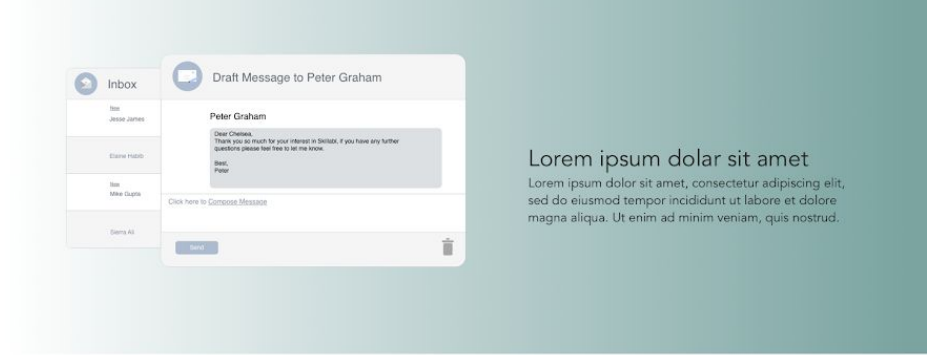 Inbox
New
Jesse James
Elaine Habib
New
Mike Gupta
Sierra Ali
Draft Message to Peter Graham
Peter Graham
Dear Chelsea,
Thank you so much for your interest in Skillabl, if you have any further
questions please feel free to let me know.
Best,
Peter
Click here to Compose Message
Send
Lorem ipsum dolar sit amet
Lorem ipsum dolor sit amet, consectetur adipiscing elit,
sed do eiusmod tempor incididunt ut labore et dolore
magna aliqua. Ut enim ad minim veniam, quis nostrud.